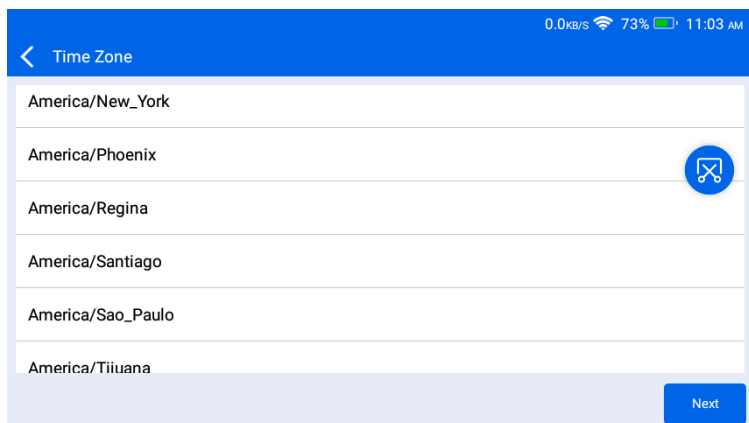 0.0KB/S 73% 11:03 AM
Time Zone
America/New_York
America/Phoenix
America/Regina
America/Santiago
America/Sao_Paulo
America/Tijuana
Next